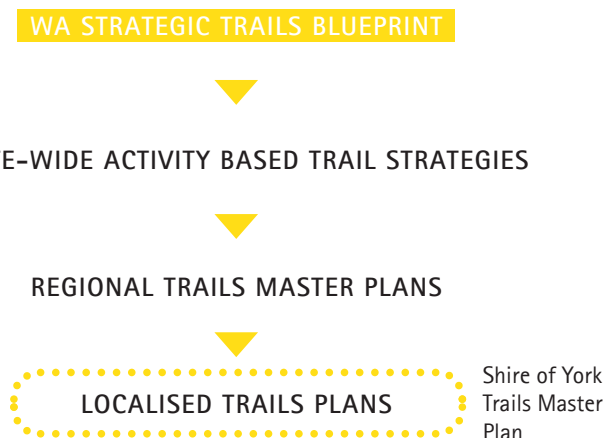 WA STRATEGIC TRAILS BLUEPRINT
E-WIDE ACTIVITY BASED TRAIL STRATEGIES
REGIONAL TRAILS MASTER PLANS
LOCALISED TRAILS PLANS
Shire of York
Trails Master
Plan